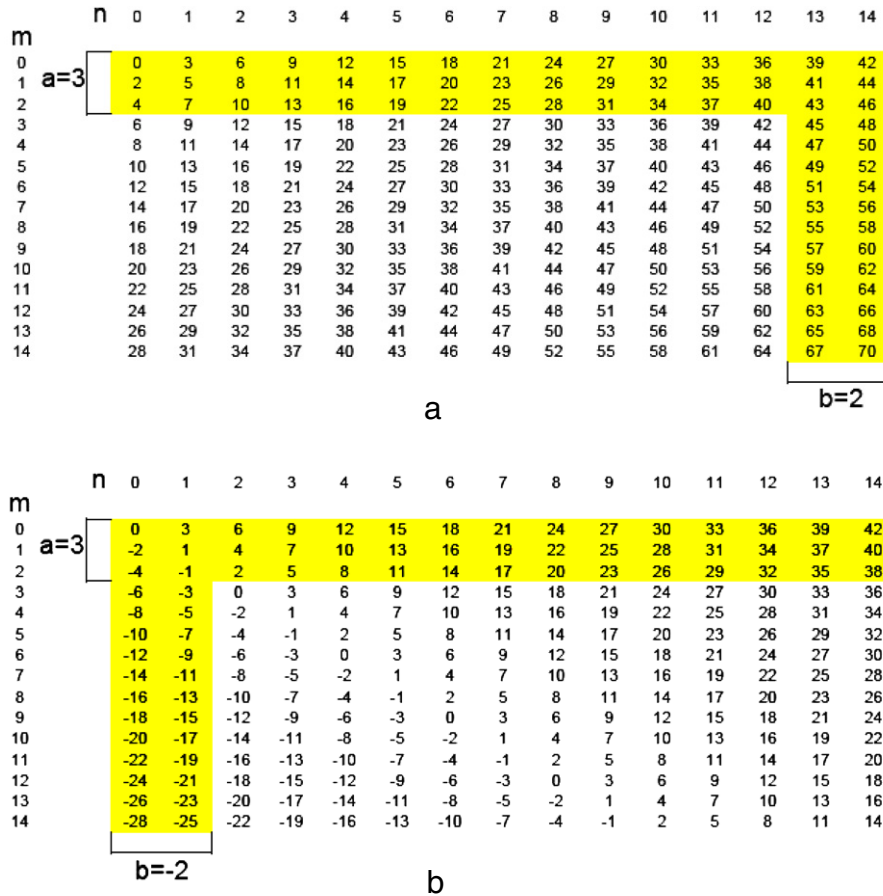 n 0 1 2 3 4 5 6 7 8 9 10 11 12 13 14
m
0 0 3 6 9 12 15 18 21 24 27 30 33 36 39 42
a=3 1 2 5 8 11 14 17 20 23 26 29 32 35 38 41 44
2 4 7 10 13 16 19 22 25 28 31 34 37 40 43 46
3 6 9 12 15 18 21 24 27 30 33 36 39 42 45 48
4 8 11 14 17 20 23 26 29 32 35 38 41 44 47 50
5 10 13 16 19 22 25 28 31 34 37 40 43 46 49 52
6 12 15 18 21 24 27 30 33 36 39 42 45 48 51 54
7 14 17 20 23 26 29 32 35 38 41 44 47 50 53 56
8 16 19 22 25 28 31 34 37 40 43 46 49 52 55 58
9 18 21 24 27 30 33 36 39 42 45 48 51 54 57 60
10 20 23 26 29 32 35 38 41 44 47 50 53 56 59 62
11 22 25 28 31 34 37 40 43 46 49 52 55 58 61 64
12 24 27 30 33 36 39 42 45 48 51 54 57 60 63 66
13 26 29 32 35 38 41 44 47 50 53 56 59 62 65 68
14 28 31 34 37 40 43 46 49 52 55 58 61 64 67 70
b=2
a
n 0 1 2 3 4 5 6 7 8 9 10 11 12 13 14
m
0 0 3 6 9 12 15 18 21 24 27 30 33 36 39 42
a=3 1 -2 1 4 7 10 13 16 19 22 25 28 31 34 37 40
2 -4 -1 2 5 8 11 14 17 20 23 26 29 32 35 38
3 -6 -3 0 3 6 9 12 15 18 21 24 27 30 33 36
4 -8 -5 -2 1 4 7 10 13 16 19 22 25 28 31 34
5 -10 -7 -4 -1 2 5 8 11 14 17 20 23 26 29 32
6 -12 -9 -6 -3 0 3 6 9 12 15 18 21 24 27 30
7 -14 -11 -8 -5 -2 1 4 7 10 13 16 19 22 25 28
8 -16 -13 -10 -7 -4 -1 2 5 8 11 14 17 20 23 26
9 -18 -15 -12 -9 -6 -3 0 3 6 9 12 15 18 21 24
10 -20 -17 -14 -11 -8 -5 -2 1 4 7 10 13 16 19 22
11 -22 -19 -16 -13 -10 -7 -4 -1 2 5 8 11 14 17 20
12 -24 -21 -18 -15 -12 -9 -6 -3 0 3 6 9 12 15 18
13 -26 -23 -20 -17 -14 -11 -8 -5 -2 1 4 7 10 13 16
14 -28 -25 -22 -19 -16 -13 -10 -7 -4 -1 2 5 8 11 14
b=-2
b